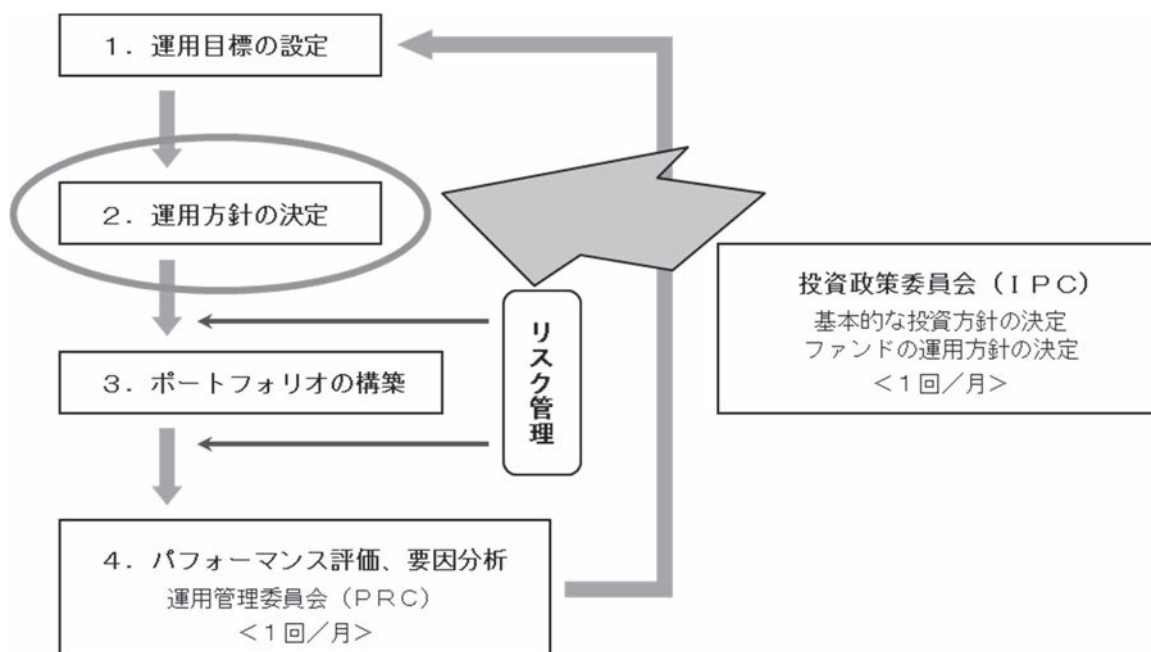 １．運用目標の設定
２．運用方針の決定
リスク管理
３．ポートフォリオの構築
４．パフォーマンス評価、要因分析
運用管理委員会（ＰＲＣ）
＜１回／月＞
投資政策委員会（ＩＰＣ）
基本的な投資方針の決定
ファンドの運用方針の決定
＜１回／月＞